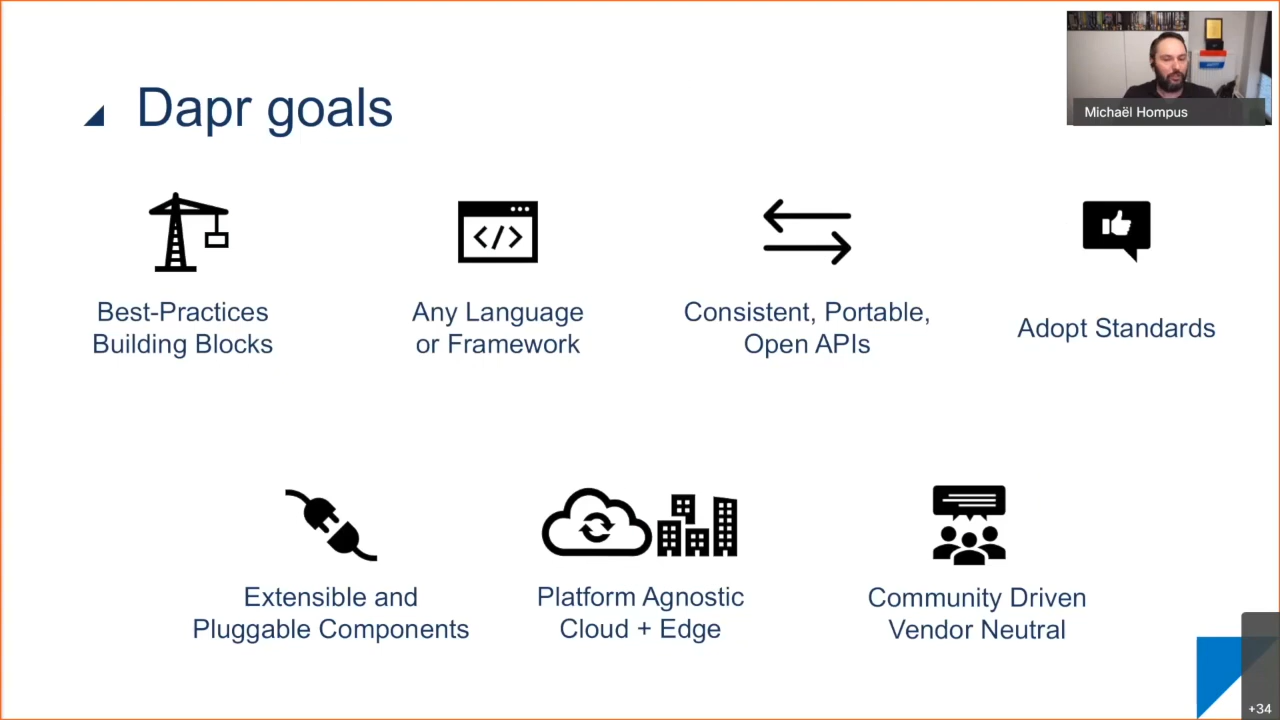 Dapr goals
Michaël Hompus
Best-Practices
Building Blocks
Any Language
or Framework
Consistent, Portable,
Open APIs
Adopt Standards
Extensible and
Pluggable Components
Platform Agnostic
Cloud + Edge
Community Driven
Vendor Neutral
+34